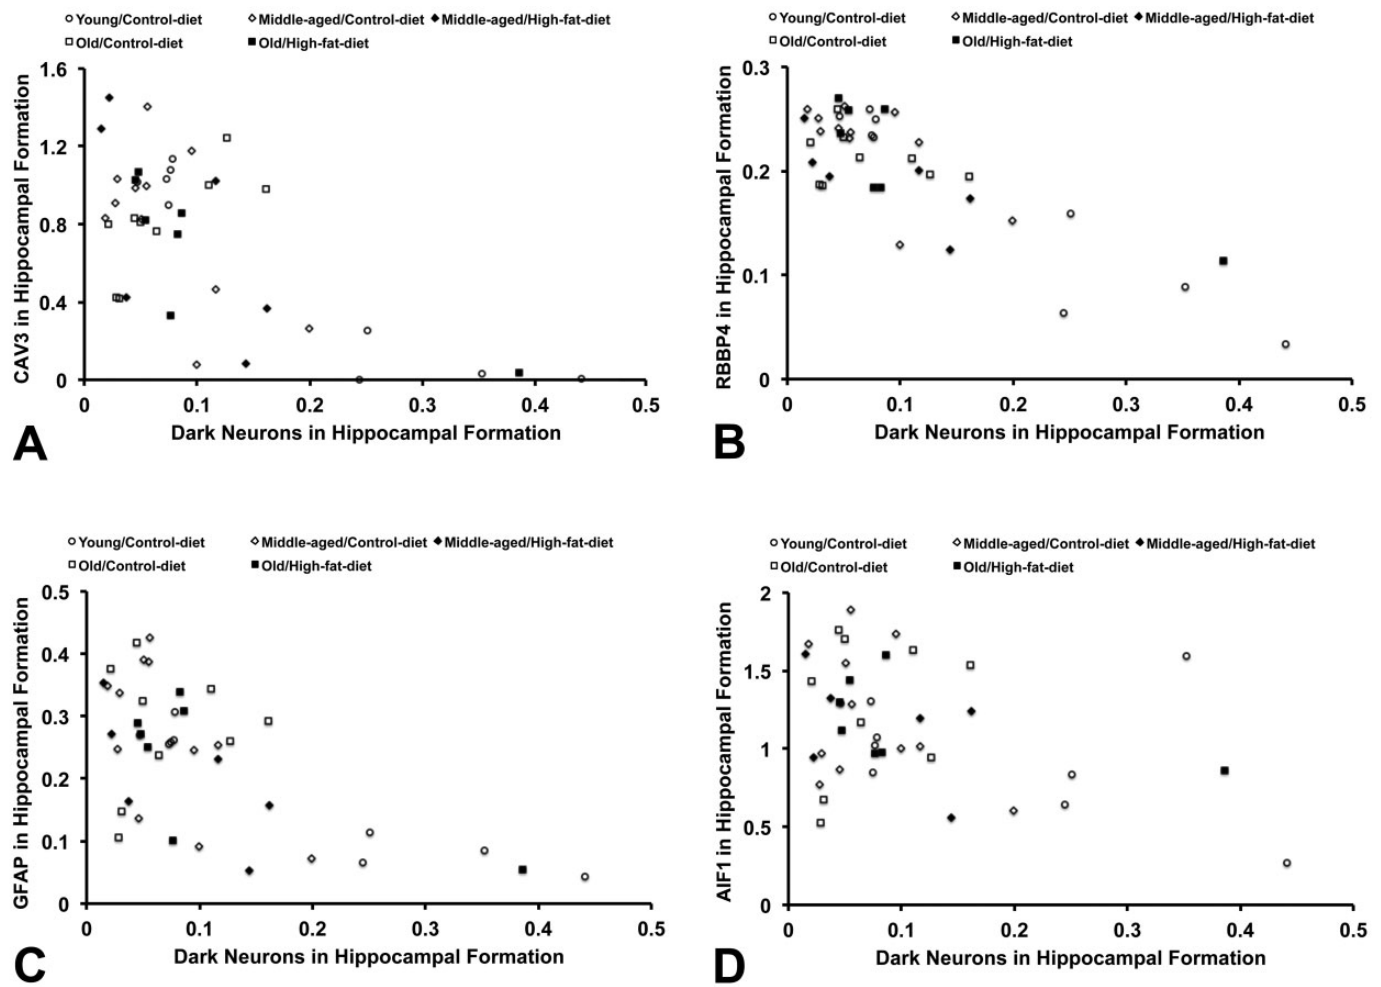 Young/Control-diet Middle-aged/Control-diet Middle-aged/High-fat-diet
Old/Control-diet Old/High-fat-diet
1.6
1.2
0.8
0.4
0
CAV3 in Hippocampal Formation
0 0.1 0.2 0.3 0.4 0.5
Dark Neurons in Hippocampal Formation
A
Young/Control-diet Middle-aged/Control-diet Middle-aged/High-fat-diet
Old/Control-diet Old/High-fat-diet
0.3
0.2
0.1
0
RBBP4 in Hippocampal Formation
0 0.1 0.2 0.3 0.4 0.5
Dark Neurons in Hippocampal Formation
B
Young/Control-diet Middle-aged/Control-diet Middle-aged/High-fat-diet
Old/Control-diet Old/High-fat-diet
0.5
0.4
0.3
0.2
0.1
0
GFAP in Hippocampal Formation
0 0.1 0.2 0.3 0.4 0.5
Dark Neurons in Hippocampal Formation
C
Young/Control-diet Middle-aged/Control-diet Middle-aged/High-fat-diet
Old/Control-diet Old/High-fat-diet
2
1.5
1
0.5
0
AIF1 in Hippocampal Formation
0 0.1 0.2 0.3 0.4 0.5
Dark Neurons in Hippocampal Formation
D